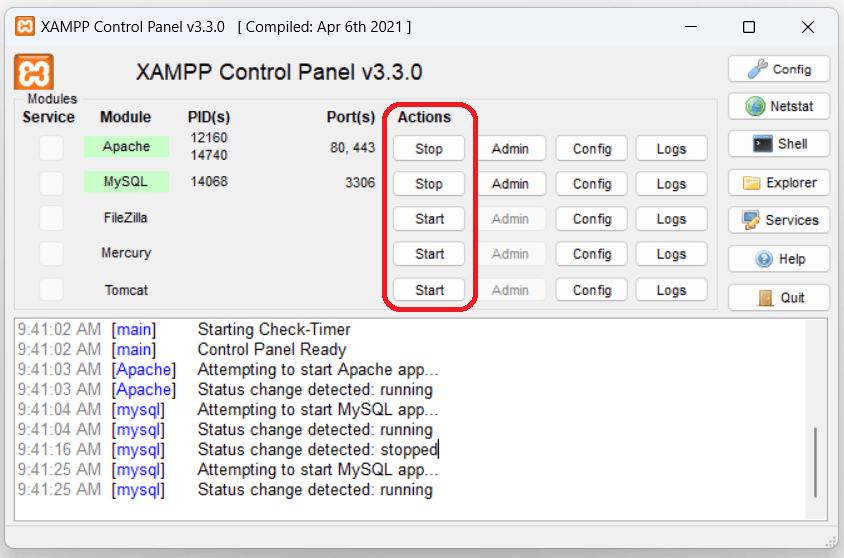 XAMPP Control Panel v3.3.0 [ Compiled: Apr 6th 2021 ]
XAMPP Control Panel v3.3.0
Modules
Service Module PID(s) Port(s) Actions
Apache 12160 14740 80, 443 Stop Admin Config Logs
MySQL 14068 3306 Stop Admin Config Logs
FileZilla Start Admin Config Logs
Mercury Start Admin Config Logs
Tomcat Start Admin Config Logs
Config
Netstat
Shell
Explorer
Services
Help
Quit
9:41:02 AM [main] Starting Check-Timer
9:41:02 AM [main] Control Panel Ready
9:41:03 AM [Apache] Attempting to start Apache app...
9:41:03 AM [Apache] Status change detected: running
9:41:04 AM [mysql] Attempting to start MySQL app...
9:41:04 AM [mysql] Status change detected: running
9:41:16 AM [mysql] Status change detected: stopped
9:41:25 AM [mysql] Attempting to start MySQL app...
9:41:25 AM [mysql] Status change detected: running